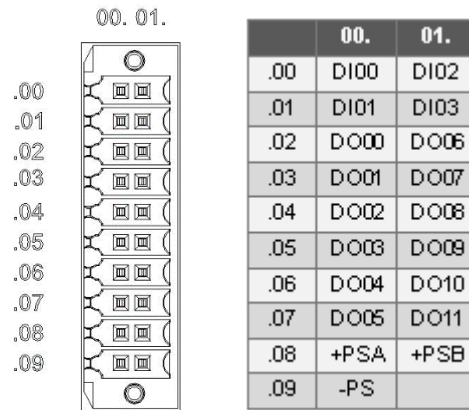 00. 01.
.00
.01
.02
.03
.04
.05
.06
.07
.08
.09
00. 01.
.00 DI00 DI02
.01 DI01 DI03
.02 DO00 DO06
.03 DO01 DO07
.04 DO02 DO08
.05 DO03 DO09
.06 DO04 DO10
.07 DO05 DO11
.08 +PSA +PSB
.09 -PS